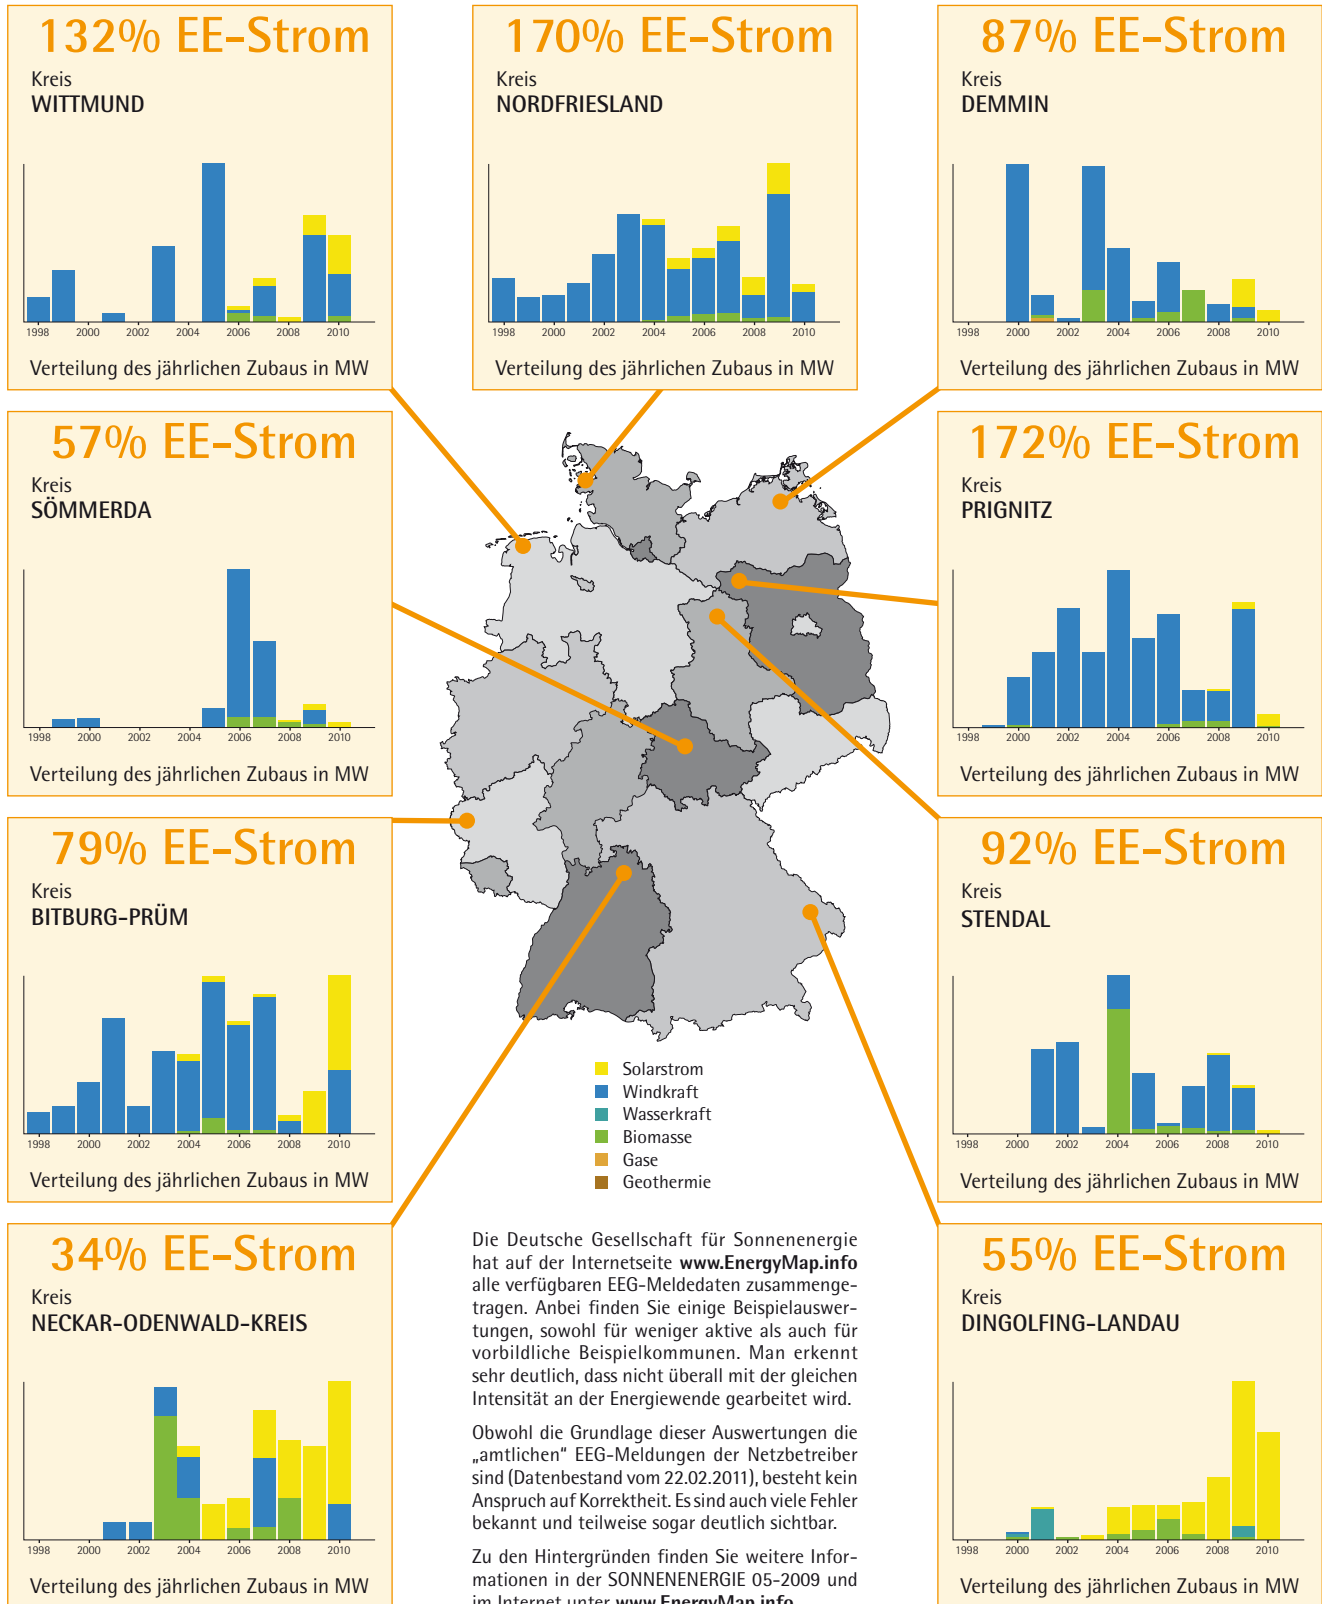 132% EE-Strom
Kreis
WITTMUND
1998 2000 2002 2004 2006 2008 2010
Verteilung des jährlichen Zubaus in MW
170% EE-Strom
Kreis
NORDFRIESLAND
1998 2000 2002 2004 2006 2008 2010
Verteilung des jährlichen Zubaus in MW
87% EE-Strom
Kreis
DEMMIN
1998 2000 2002 2004 2006 2008 2010
Verteilung des jährlichen Zubaus in MW
57% EE-Strom
Kreis
SÖMMERDA
1998 2000 2002 2004 2006 2008 2010
Verteilung des jährlichen Zubaus in MW
172% EE-Strom
Kreis
PRIGNITZ
1998 2000 2002 2004 2006 2008 2010
Verteilung des jährlichen Zubaus in MW
79% EE-Strom
Kreis
BITBURG-PRÜM
1998 2000 2002 2004 2006 2008 2010
Verteilung des jährlichen Zubaus in MW
92% EE-Strom
Kreis
STENDAL
1998 2000 2002 2004 2006 2008 2010
Verteilung des jährlichen Zubaus in MW
Solarstrom
Windkraft
Wasserkraft
Biomasse
Gase
Geothermie
34% EE-Strom
Kreis
NECKAR-ODENWALD-KREIS
1998 2000 2002 2004 2006 2008 2010
Verteilung des jährlichen Zubaus in MW
Die Deutsche Gesellschaft für Sonnenenergie
hat auf der Internetseite www.EnergyMap.info
alle verfügbaren EEG-Meldedaten zusammenge-
tragen. Anbei finden Sie einige Beispielauswer-
tungen, sowohl für weniger aktive als auch für
vorbildliche Beispielkommunen. Man erkennt
sehr deutlich, dass nicht überall mit der gleichen
Intensität an der Energiewende gearbeitet wird.
Obwohl die Grundlage dieser Auswertungen die
„amtlichen“ EEG-Meldungen der Netzbetreiber
sind (Datenbestand vom 22.02.2011), besteht kein
Anspruch auf Korrektheit. Es sind auch viele Fehler
bekannt und teilweise sogar deutlich sichtbar.
Zu den Hintergründen finden Sie weitere Infor-
mationen in der SONNENENERGIE 05-2009 und
im Internet unter www.EnergyMap.info
55% EE-Strom
Kreis
DINGOLFING-LANDAU
1998 2000 2002 2004 2006 2008 2010
Verteilung des jährlichen Zubaus in MW